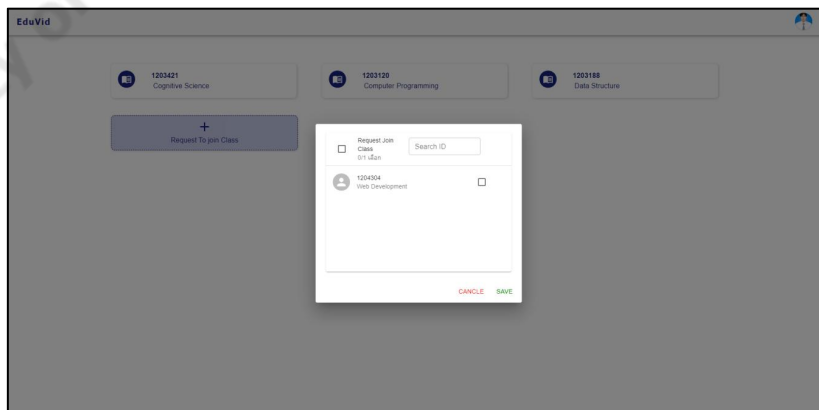 EduVid
1203421
Cognitive Science
1203120
Computer Programming
1203188
Data Structure
+
Request To join Class
Request Join
Class
0/1 เลือก
Search ID
1204304
Web Development
CANCLE SAVE